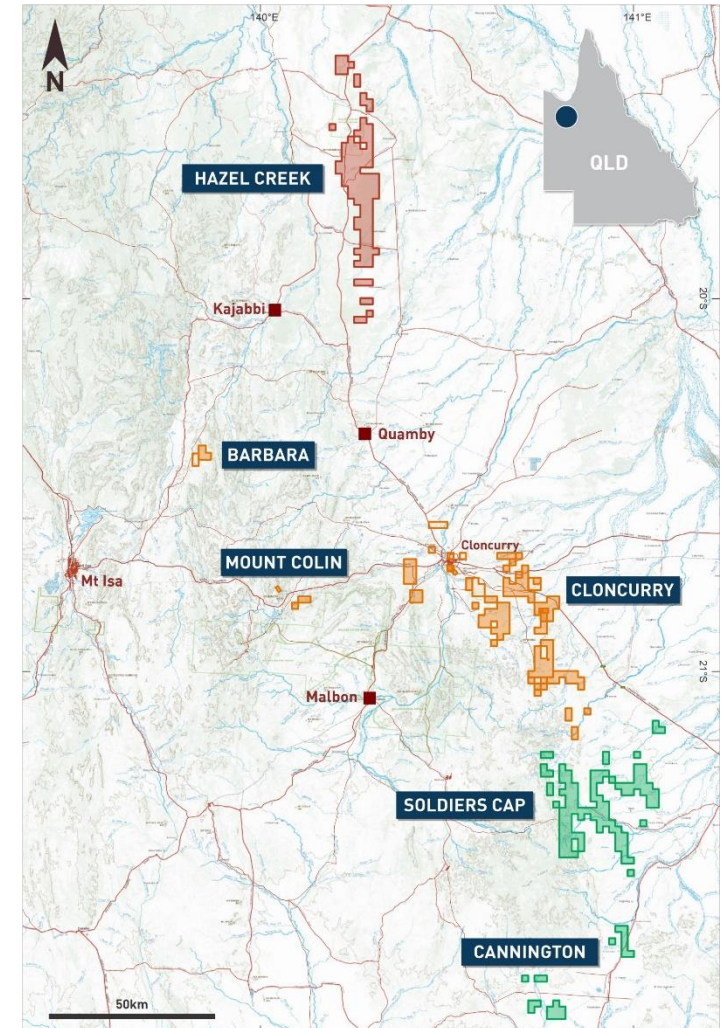 140°E
141°E
N
QLD
HAZEL CREEK
20°S
Kajabbi
Quamby
BARBARA
Cloncurry
MOUNT COLIN
Mt Isa
CLONCURRY
21°S
Malbon
SOLDIERS CAP
CANNINGTON
50km